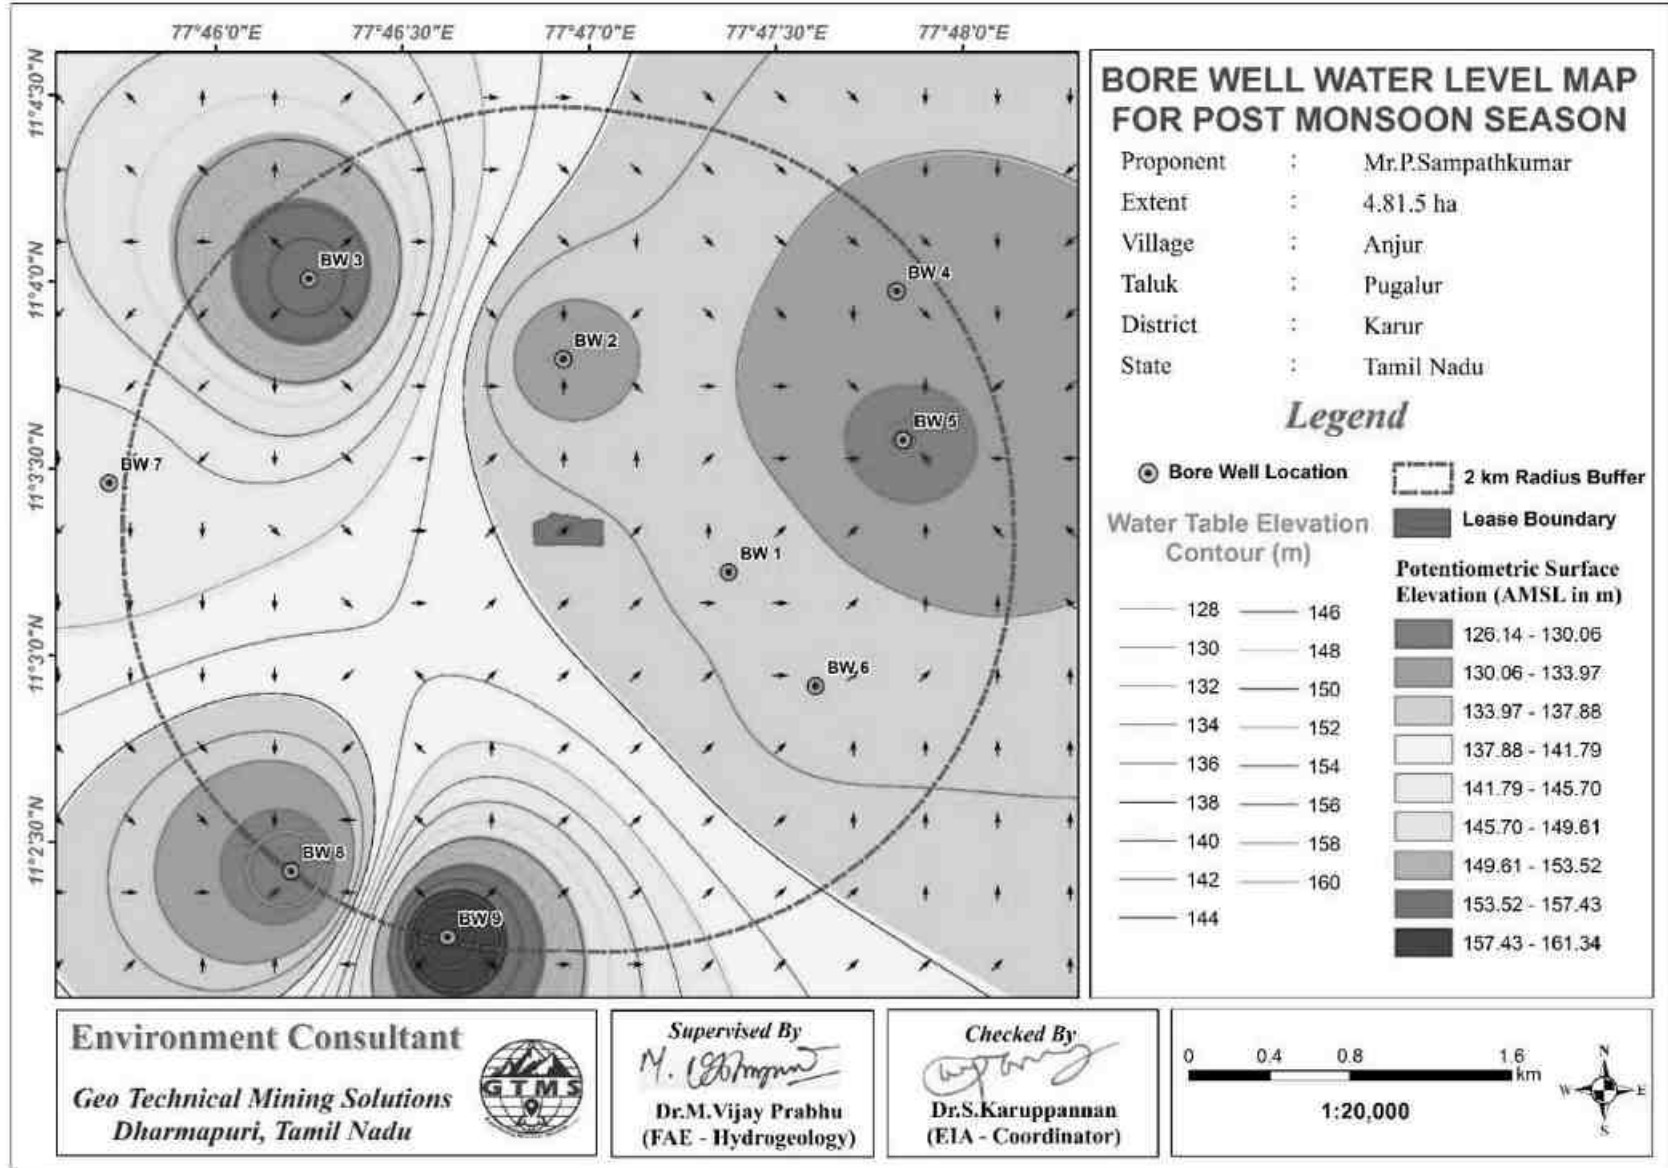 77°46'0"E 77°46'30"E 77°47'0"E 77°47'30"E 77°48'0"E
11°4'30"N
11°4'0"N
11°3'30"N
11°3'0"N
11°2'30"N
BW 3
BW 4
BW 2
BW 5
BW 7
BW 1
BW 6
BW 8
BW 9
BORE WELL WATER LEVEL MAP
FOR POST MONSOON SEASON
Proponent : Mr.P.Sampathkumar
Extent : 4.81.5 ha
Village : Anjur
Taluk : Pugalur
District : Karur
State : Tamil Nadu
Legend
Bore Well Location
2 km Radius Buffer
Lease Boundary
Water Table Elevation
Contour (m)
128 146
130 148
132 150
134 152
136 154
138 156
140 158
142 160
144
Potentiometric Surface
Elevation (AMSL in m)
126.14 - 130.06
130.06 - 133.97
133.97 - 137.88
137.88 - 141.79
141.79 - 145.70
145.70 - 149.61
149.61 - 153.52
153.52 - 157.43
157.43 - 161.34
Environment Consultant
GTMS
Geo Technical Mining Solutions
Dharmapuri, Tamil Nadu
Supervised By
Dr.M.Vijay Prabhu
(FAE - Hydrogeology)
Checked By
Dr.S.Karuppannan
(EIA - Coordinator)
0 0.4 0.8 1.6
km
1:20,000
N
W E
S